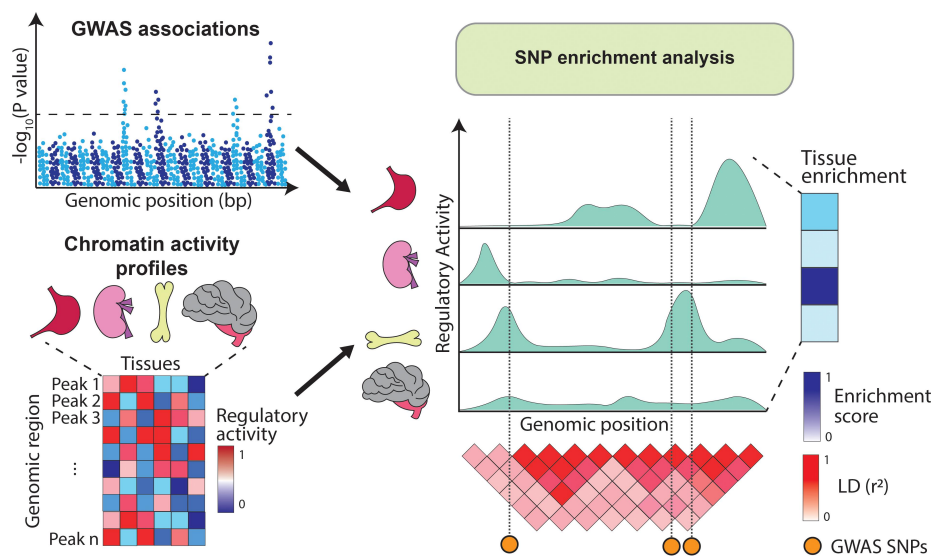 GWAS associations
-log10(P value)
Genomic position (bp)
Chromatin activity
profiles
Tissues
Peak 1
Peak 2
Peak 3
...
Peak n
Genomic region
Regulatory
activity
1
0
SNP enrichment analysis
Regulatory Activity
Genomic position
Tissue
enrichment
1
0
Enrichment
score
1
0
LD (r²)
GWAS SNPs